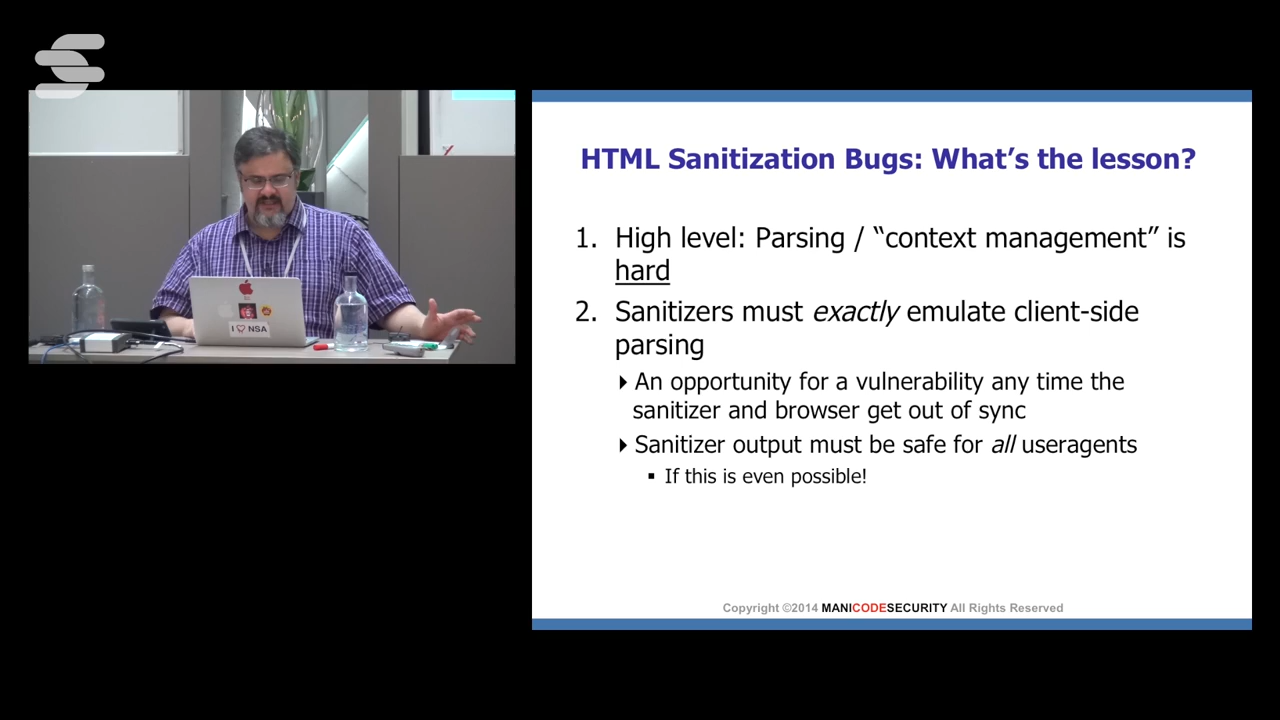 HTML Sanitization Bugs: What’s the lesson?
1. High level: Parsing / “context management” is
hard
2. Sanitizers must exactly emulate client-side
parsing
An opportunity for a vulnerability any time the
sanitizer and browser get out of sync
Sanitizer output must be safe for all useragents
If this is even possible!
Copyright ©2014 MANICODESECURITY All Rights Reserved
I NSA